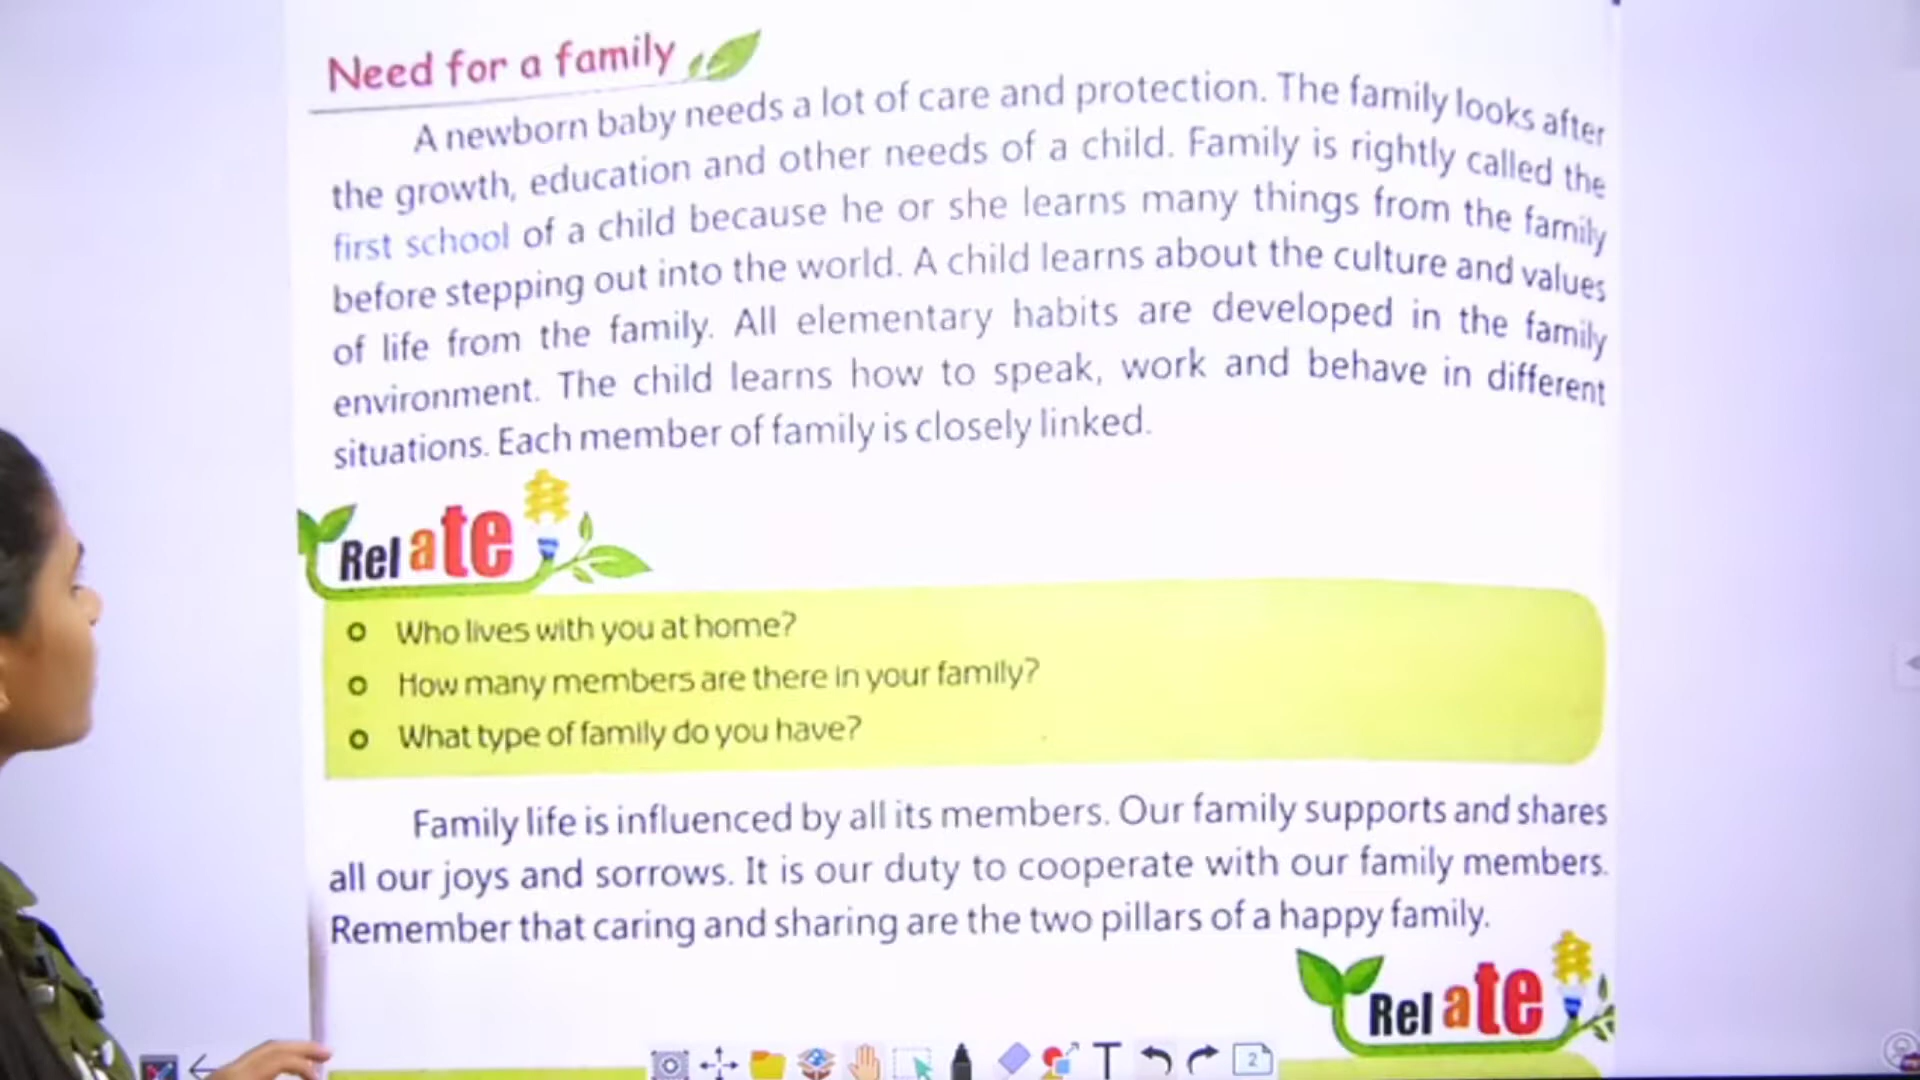 Need for a family
A newborn baby needs a lot of care and protection. The family looks after
the growth, education and other needs of a child. Family is rightly called the
first school of a child because he or she learns many things from the family
before stepping out into the world. A child learns about the culture and values
of life from the family. All elementary habits are developed in the family
environment. The child learns how to speak, work and behave in different
situations. Each member of family is closely linked.
Relate
Who lives with you at home?
How many members are there in your family?
What type of family do you have?
Family life is influenced by all its members. Our family supports and shares
all our joys and sorrows. It is our duty to cooperate with our family members.
Remember that caring and sharing are the two pillars of a happy family.
Relate
T
2